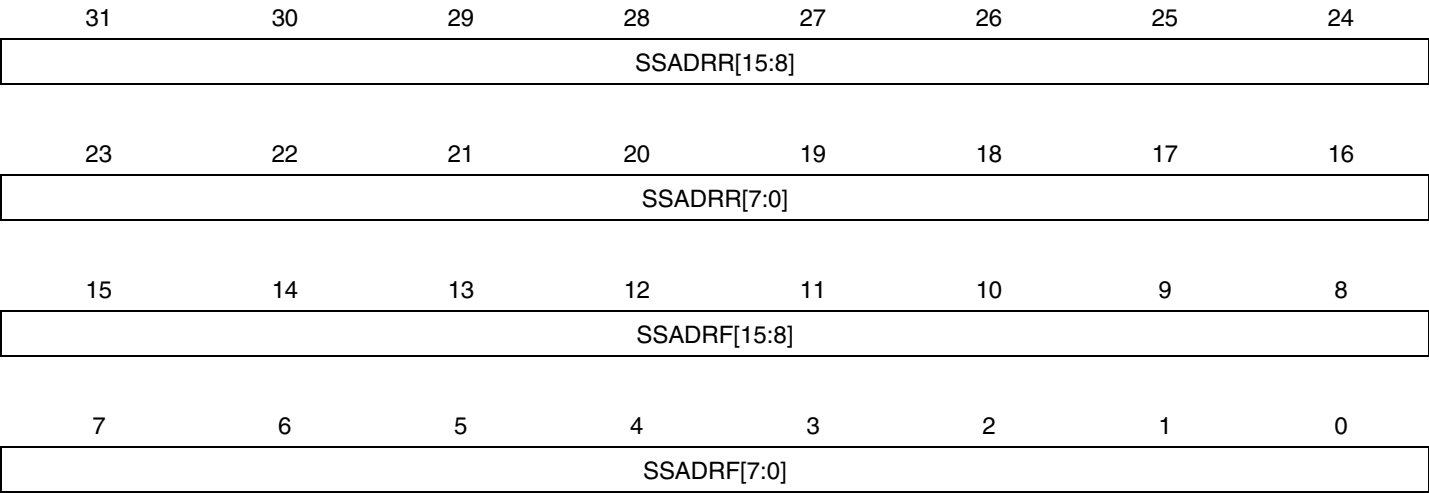 31 30 29 28 27 26 25 24
SSADRR[15:8]
23 22 21 20 19 18 17 16
SSADRR[7:0]
15 14 13 12 11 10 9 8
SSADRF[15:8]
7 6 5 4 3 2 1 0
SSADRF[7:0]